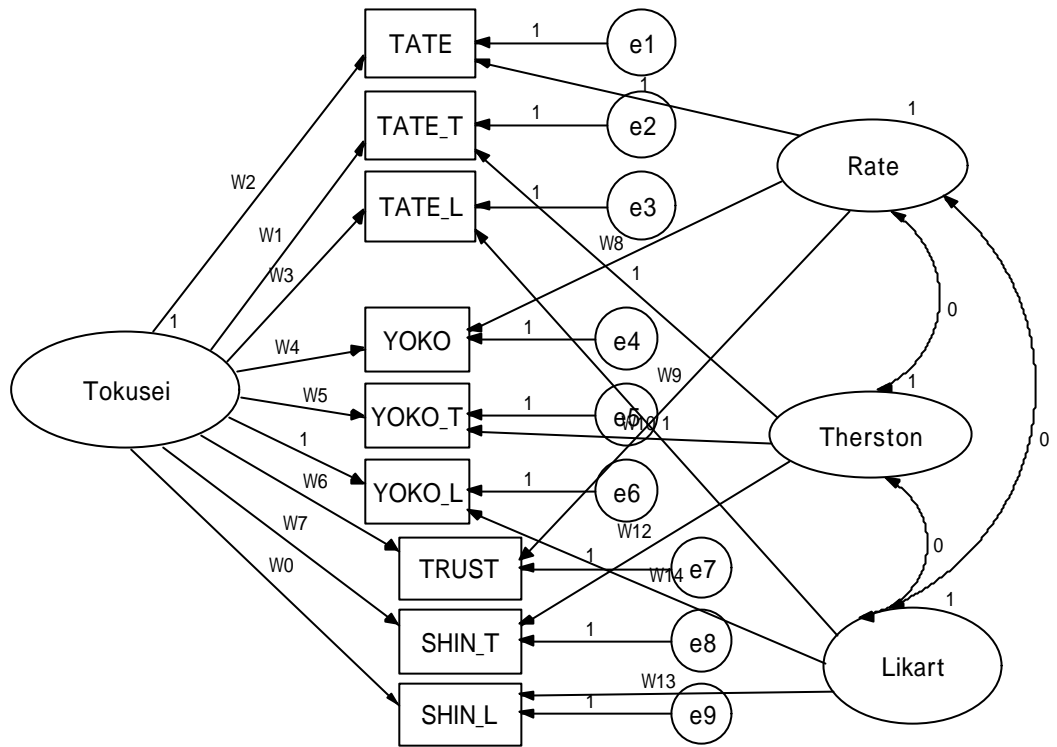 TATE
1
e1
1
TATE_T
1
e2
1
Rate
W2
TATE_L
1
e3
W1
W8
W3
1
1
W4
YOKO
1
e4
0
Tokusei
W5
YOKO_T
1
e5
W9
1
W10
1
Therston
1
YOKO_L
1
e6
0
W6
W7
W12
0
W0
TRUST
1
e7
W14
1
SHIN_T
1
e8
Likart
W13
SHIN_L
1
e9